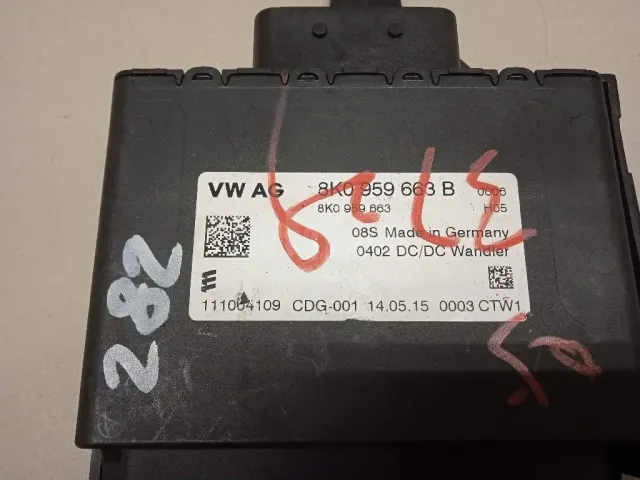 VW AG 8K0 959 663 B 0006
8K0 959 663 H05
08S Made in Germany
0402 DC/DC Wandler
111004109 CDG-001 14.05.15 0003 CTW1
282